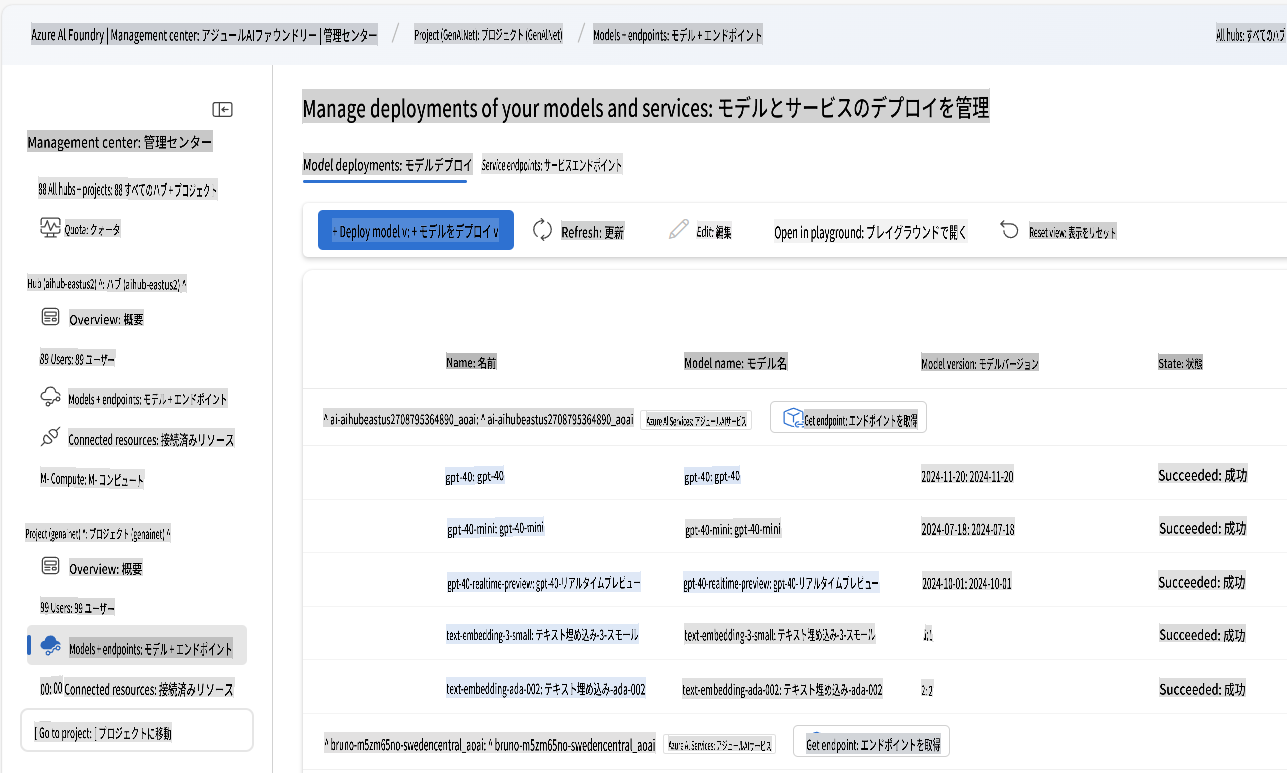 Azure AI Foundry | Management center: アジュールAIファウンドリー | 管理センター / Project (GenAI.Net): プロジェクト (GenAI.Net) / Models - endpoints: モデル + エンドポイント
All hubs: すべてのハブ
Management center: 管理センター
88 All hubs - projects: 88 すべてのハブ + プロジェクト
Quota: クォータ
Hub (aihub-eastus2) ^: ハブ (aihub-eastus2) ^
Overview: 概要
89 Users: 89 ユーザー
Models + endpoints: モデル + エンドポイント
Connected resources: 接続済みリソース
M- Compute: M- コンピュート
Project (genainet) ^: プロジェクト (genainet) ^
Overview: 概要
99 Users: 99 ユーザー
Models - endpoints: モデル + エンドポイント
00: 00 Connected resources: 接続済みリソース
[ Go to project: [ プロジェクトに移動
Manage deployments of your models and services: モデルとサービスのデプロイを管理
Model deployments: モデルデプロイ Service endpoints: サービスエンドポイント
+ Deploy model v: + モデルをデプロイ v Refresh: 更新 Edit: 編集 Open in playground: プレイグラウンドで開く Reset view: 表示をリセット
Name: 名前 Model name: モデル名 Model version: モデルバージョン State: 状態
^ ai-aihubeastus2708795364890_aoai: ^ ai-aihubeastus2708795364890_aoai Azure AI Services: アジュールAIサービス Get endpoint: エンドポイントを取得
gpt-40: gpt-40 gpt-40: gpt-40 2024-11-20: 2024-11-20 Succeeded: 成功
gpt-40-mini: gpt-40-mini gpt-40-mini: gpt-40-mini 2024-07-18: 2024-07-18 Succeeded: 成功
gpt-40-realtime-preview: gpt-40-リアルタイムプレビュー gpt-40-realtime-preview: gpt-40-リアルタイムプレビュー 2024-10-01: 2024-10-01 Succeeded: 成功
text-embedding-3-small: テキスト埋め込み-3-スモール text-embedding-3-small: テキスト埋め込み-3-スモール Succeeded: 成功
text-embedding-ada-002: テキスト埋め込み-ada-002 text-embedding-ada-002: テキスト埋め込み-ada-002 2: 2 Succeeded: 成功
^ bruno-m5zm65no-swedencentral_aoai: ^ bruno-m5zm65no-swedencentral_aoai Azure A. Services: アジュールAIサービス Get endpoint: エンドポイントを取得